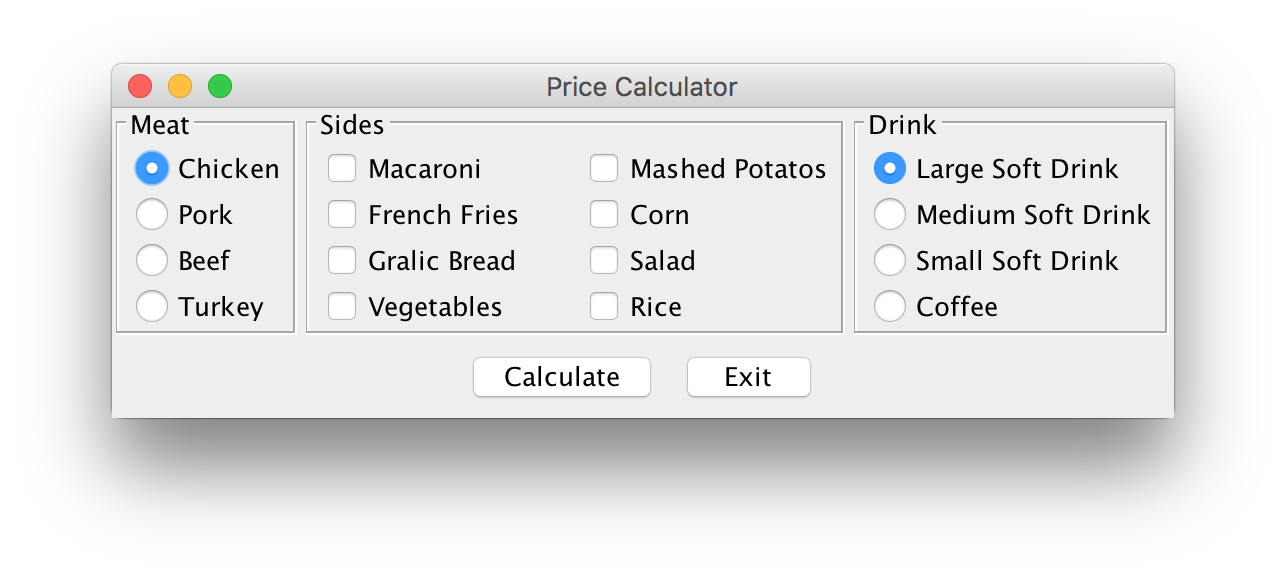 Price Calculator
Meat
Chicken
Pork
Beef
Turkey
Sides
Macaroni
French Fries
Gralic Bread
Vegetables
Mashed Potatos
Corn
Salad
Rice
Drink
Large Soft Drink
Medium Soft Drink
Small Soft Drink
Coffee
Calculate
Exit